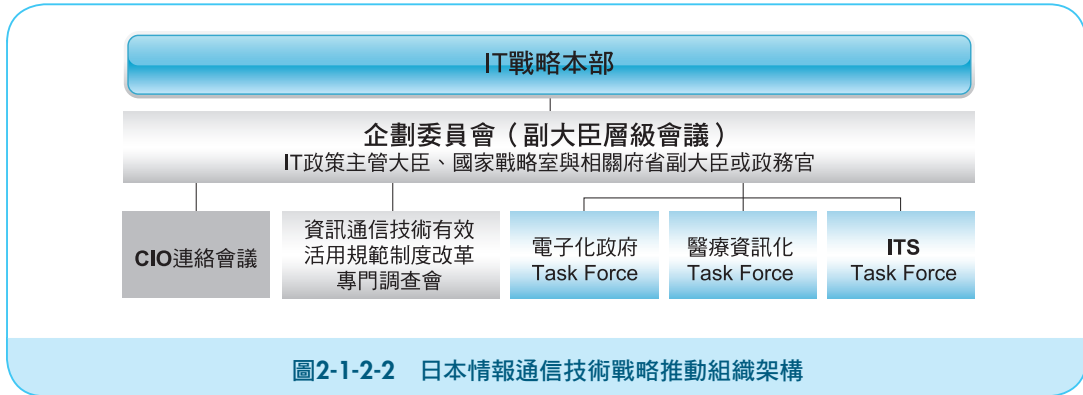 IT戰略本部
企劃委員會（副大臣層級會議）
IT政策主管大臣、國家戰略室與相關府省副大臣或政務官
CIO連絡會議
資訊通信技術有效
活用規範制度改革
專門調查會
電子化政府
Task Force
醫療資訊化
Task Force
ITS
Task Force
圖2-1-2-2 日本情報通信技術戰略推動組織架構